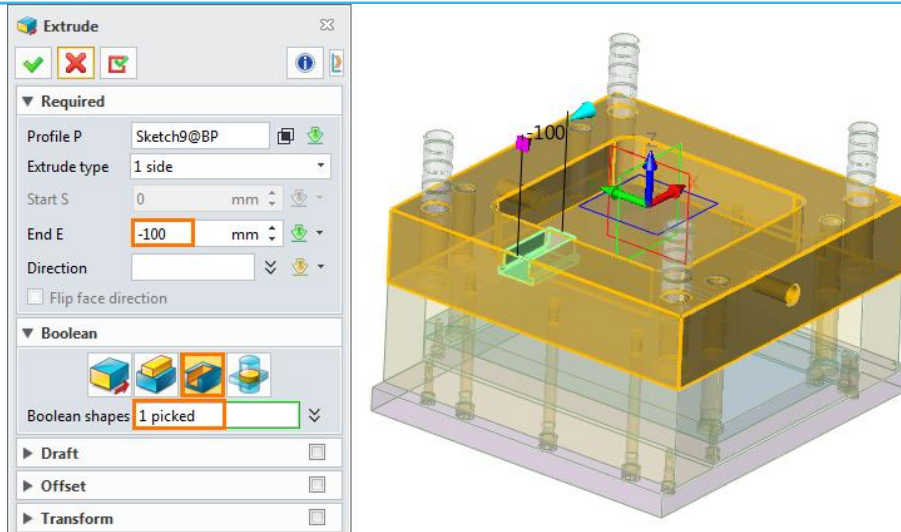 Extrude
Required
Profile P Sketch9@BP
Extrude type 1 side
Start S 0 mm
End E -100 mm
Direction
Flip face direction
Boolean
Boolean shapes 1 picked
Draft
Offset
Transform
-100
Z
X